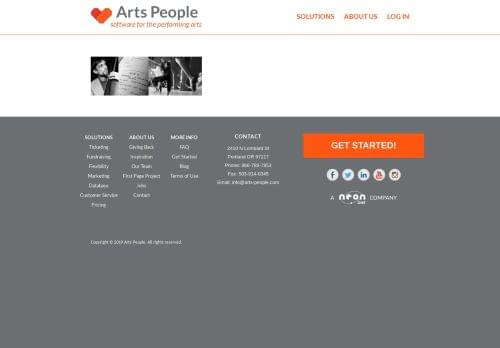 Arts People
software for the performing arts
SOLUTIONS ABOUT US LOG IN
SOLUTIONS
Ticketing
Fundraising
Flexibility
Marketing
Database
Customer Service
Pricing
ABOUT US
Giving Back
Inspiration
Our Team
First Page Project
Jobs
Contact
MORE INFO
FAQ
Get Started
Blog
Terms of Use
CONTACT
2410 N Lombard St
Portland OR 97217
Phone: 866-788-7853
Fax: 503-914-0345
Email: info@arts-people.com
GET STARTED!
A neon one COMPANY
Copyright © 2019 Arts People. All rights reserved.